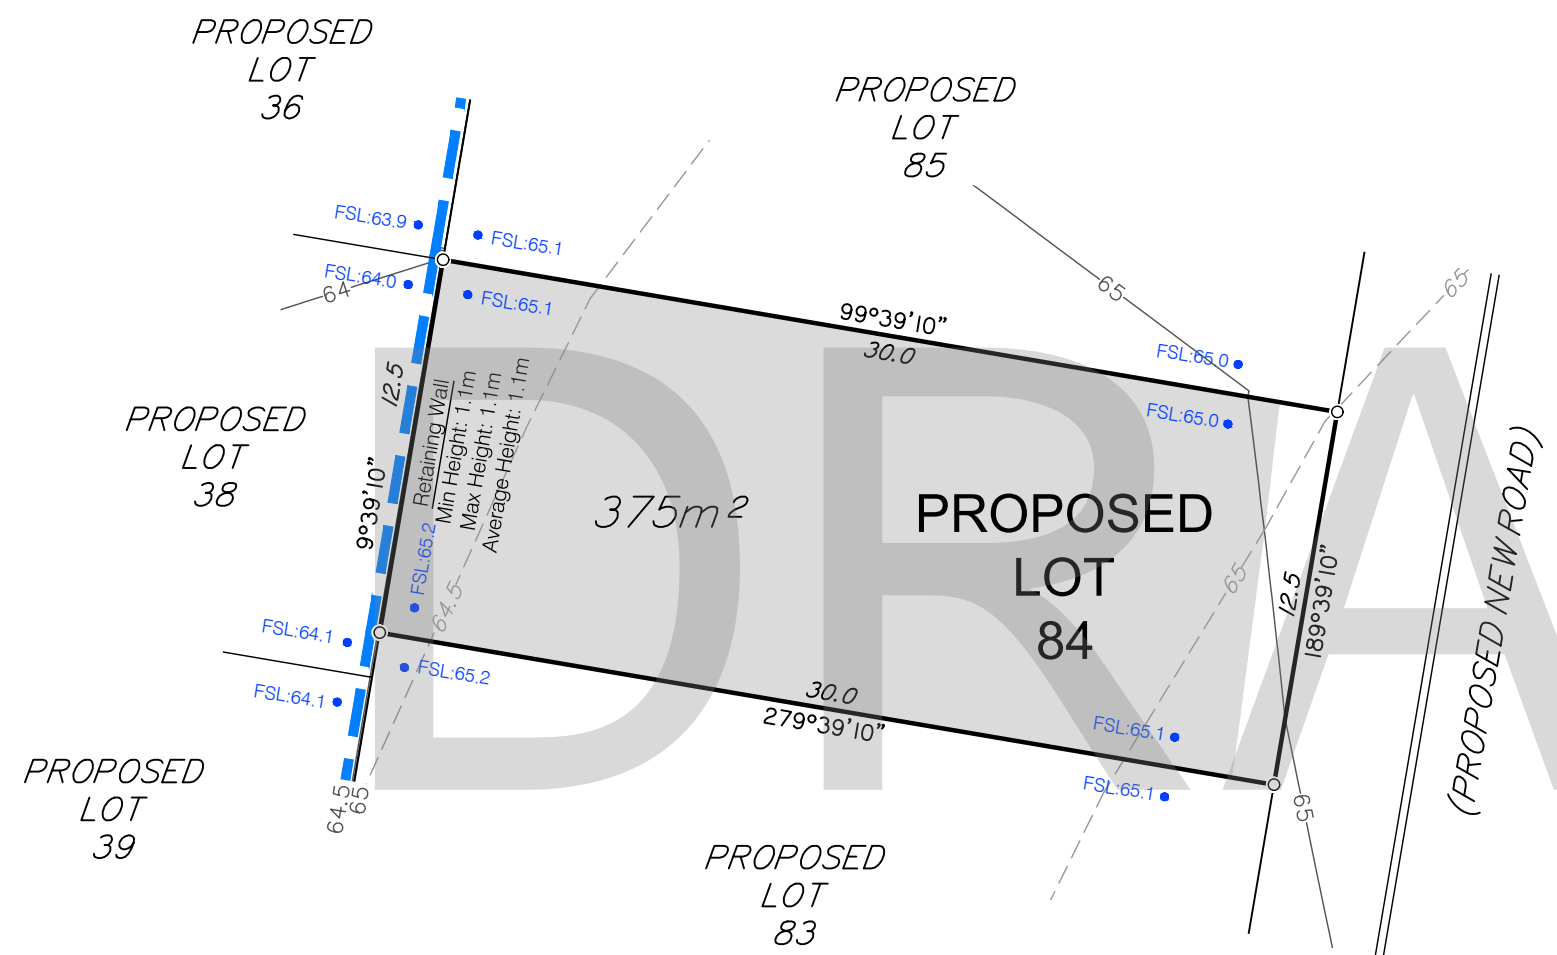 PROPOSED
LOT
36
PROPOSED
LOT
85
FSL:63.9
FSL:65.1
FSL:64.0
64
FSL:65.1
65
65
99°39'10"
30.0
FSL:65.0
FSL:65.0
12.5
9°39'10"
Retaining Wall
Min Height: 1.1m
Max Height: 1.1m
Average Height: 1.1m
PROPOSED
LOT
38
375m²
PROPOSED
LOT
84
FSL:65.2
64.5
65
12.5
189°39'10"
(PROPOSED NEW ROAD)
FSL:64.1
FSL:65.2
FSL:64.1
30.0
279°39'10"
FSL:65.1
FSL:65.1
65
64.5
65
PROPOSED
LOT
39
PROPOSED
LOT
83
DRA